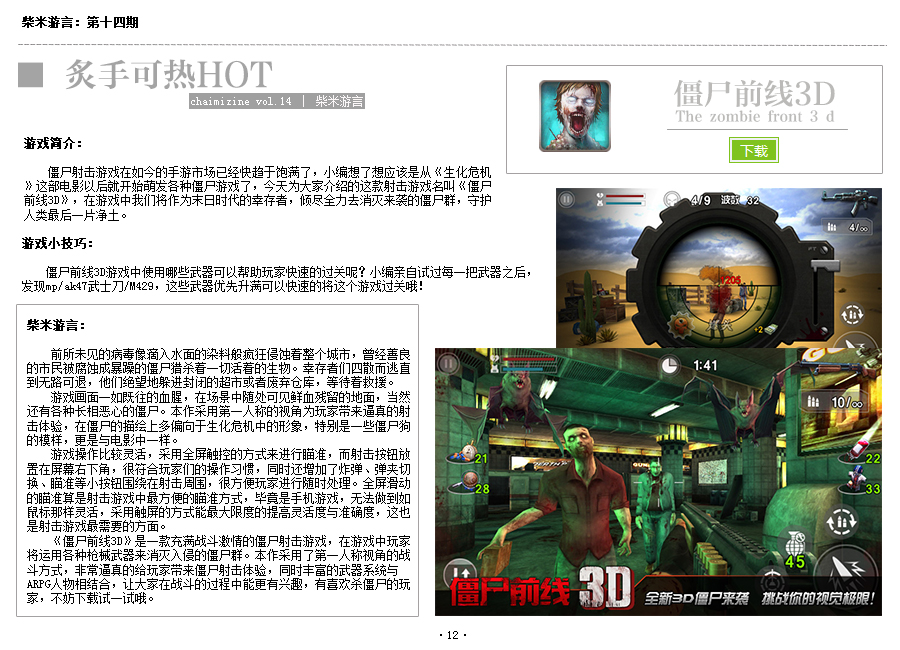 柴米游言：第十四期
炙手可热HOT
chaimizine vol.14 | 柴米游言
僵尸前线3D
The zombie front 3 d
下载
游戏简介：
僵尸射击游戏在如今的手游市场已经快趋于饱满了，小编想了想应该是从《生化危机
》这部电影以后就开始萌发各种僵尸游戏了，今天为大家介绍的这款射击游戏名叫《僵尸
前线3D》，在游戏中我们将作为末日时代的幸存者，倾尽全力去消灭来袭的僵尸群，守护
人类最后一片净土。
游戏小技巧：
僵尸前线3D游戏中使用哪些武器可以帮助玩家快速的过关呢？小编亲自试过每一把武器之后，
发现mp/ak47武士刀/M429，这些武器优先升满可以快速的将这个游戏过关哦！
柴米游言：
前所未见的病毒像滴入水面的染料般疯狂侵蚀着整个城市，曾经善良
的市民被腐蚀成暴躁的僵尸猎杀着一切活着的生物。幸存者们四散而逃直
到无路可退，他们绝望地躲进封闭的超市或者废弃仓库，等待着救援。
游戏画面一如既往的血腥，在场景中随处可见鲜血残留的地面，当然
还有各种长相恶心的僵尸。本作采用第一人称的视角为玩家带来逼真的射
击体验，在僵尸的描绘上多偏向于生化危机中的形象，特别是一些僵尸狗
的模样，更是与电影中一样。
游戏操作比较灵活，采用全屏触控的方式来进行瞄准，而射击按钮放
置在屏幕右下角，很符合玩家们的操作习惯，同时还增加了炸弹、弹夹切
换、瞄准等小按钮围绕在射击周围，很方便玩家进行随时处理。全屏滑动
的瞄准算是射击游戏中最方便的瞄准方式，毕竟是手机游戏，无法做到如
鼠标那样灵活，采用触屏的方式能最大限度的提高灵活度与准确度，这也
是射击游戏最需要的方面。
《僵尸前线3D》是一款充满战斗激情的僵尸射击游戏，在游戏中玩家
将运用各种枪械武器来消灭入侵的僵尸群。本作采用了第一人称视角的战
斗方式，非常逼真的给玩家带来僵尸射击体验，同时丰富的武器系统与
ARPG人物相结合，让大家在战斗的过程中能更有兴趣，有喜欢杀僵尸的玩
家，不妨下载试一试哦。
4/9 波数 32
4/∞
+2
1:41
10/∞
21
28
22
33
45
僵尸前线3D
全新3D僵尸来袭 挑战你的视觉极限!
·12·